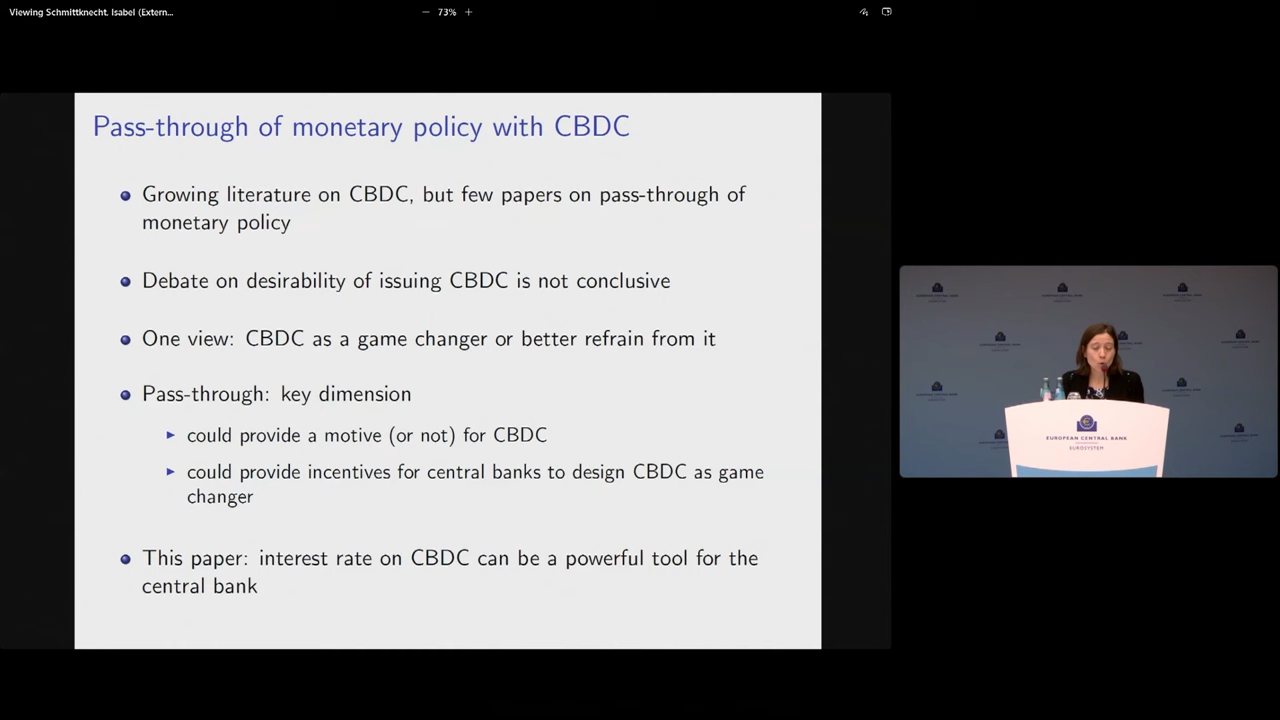 Viewing Schmittknecht, Isabel (Extern...
73%
Pass-through of monetary policy with CBDC
Growing literature on CBDC, but few papers on pass-through of
monetary policy
Debate on desirability of issuing CBDC is not conclusive
One view: CBDC as a game changer or better refrain from it
Pass-through: key dimension
could provide a motive (or not) for CBDC
could provide incentives for central banks to design CBDC as game
changer
This paper: interest rate on CBDC can be a powerful tool for the
central bank
EUROPEAN CENTRAL BANK
EUROSYSTEM